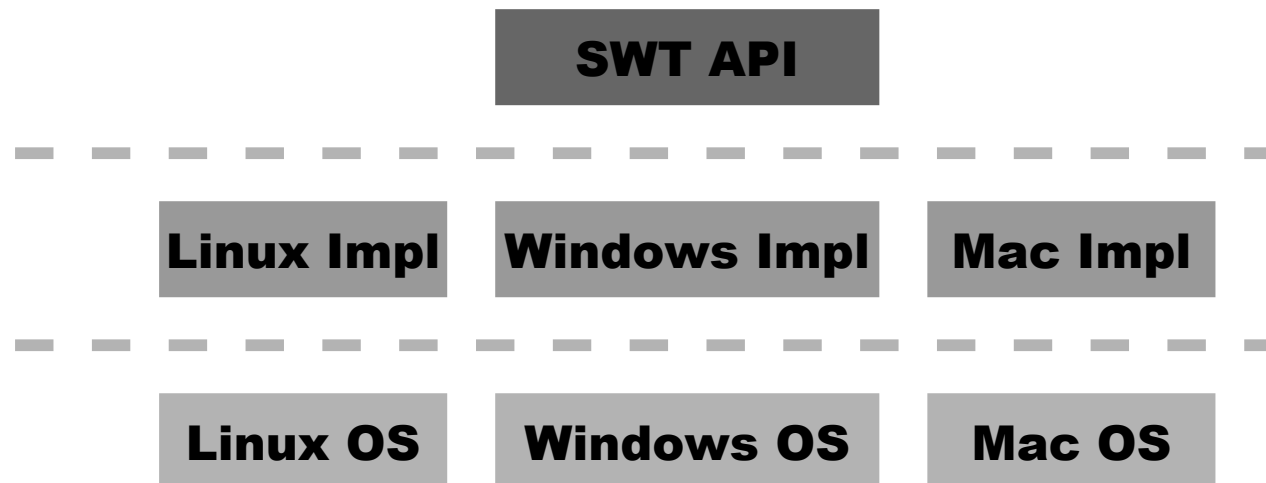 SWT API
Linux Impl Windows Impl Mac Impl
Linux OS Windows OS Mac OS